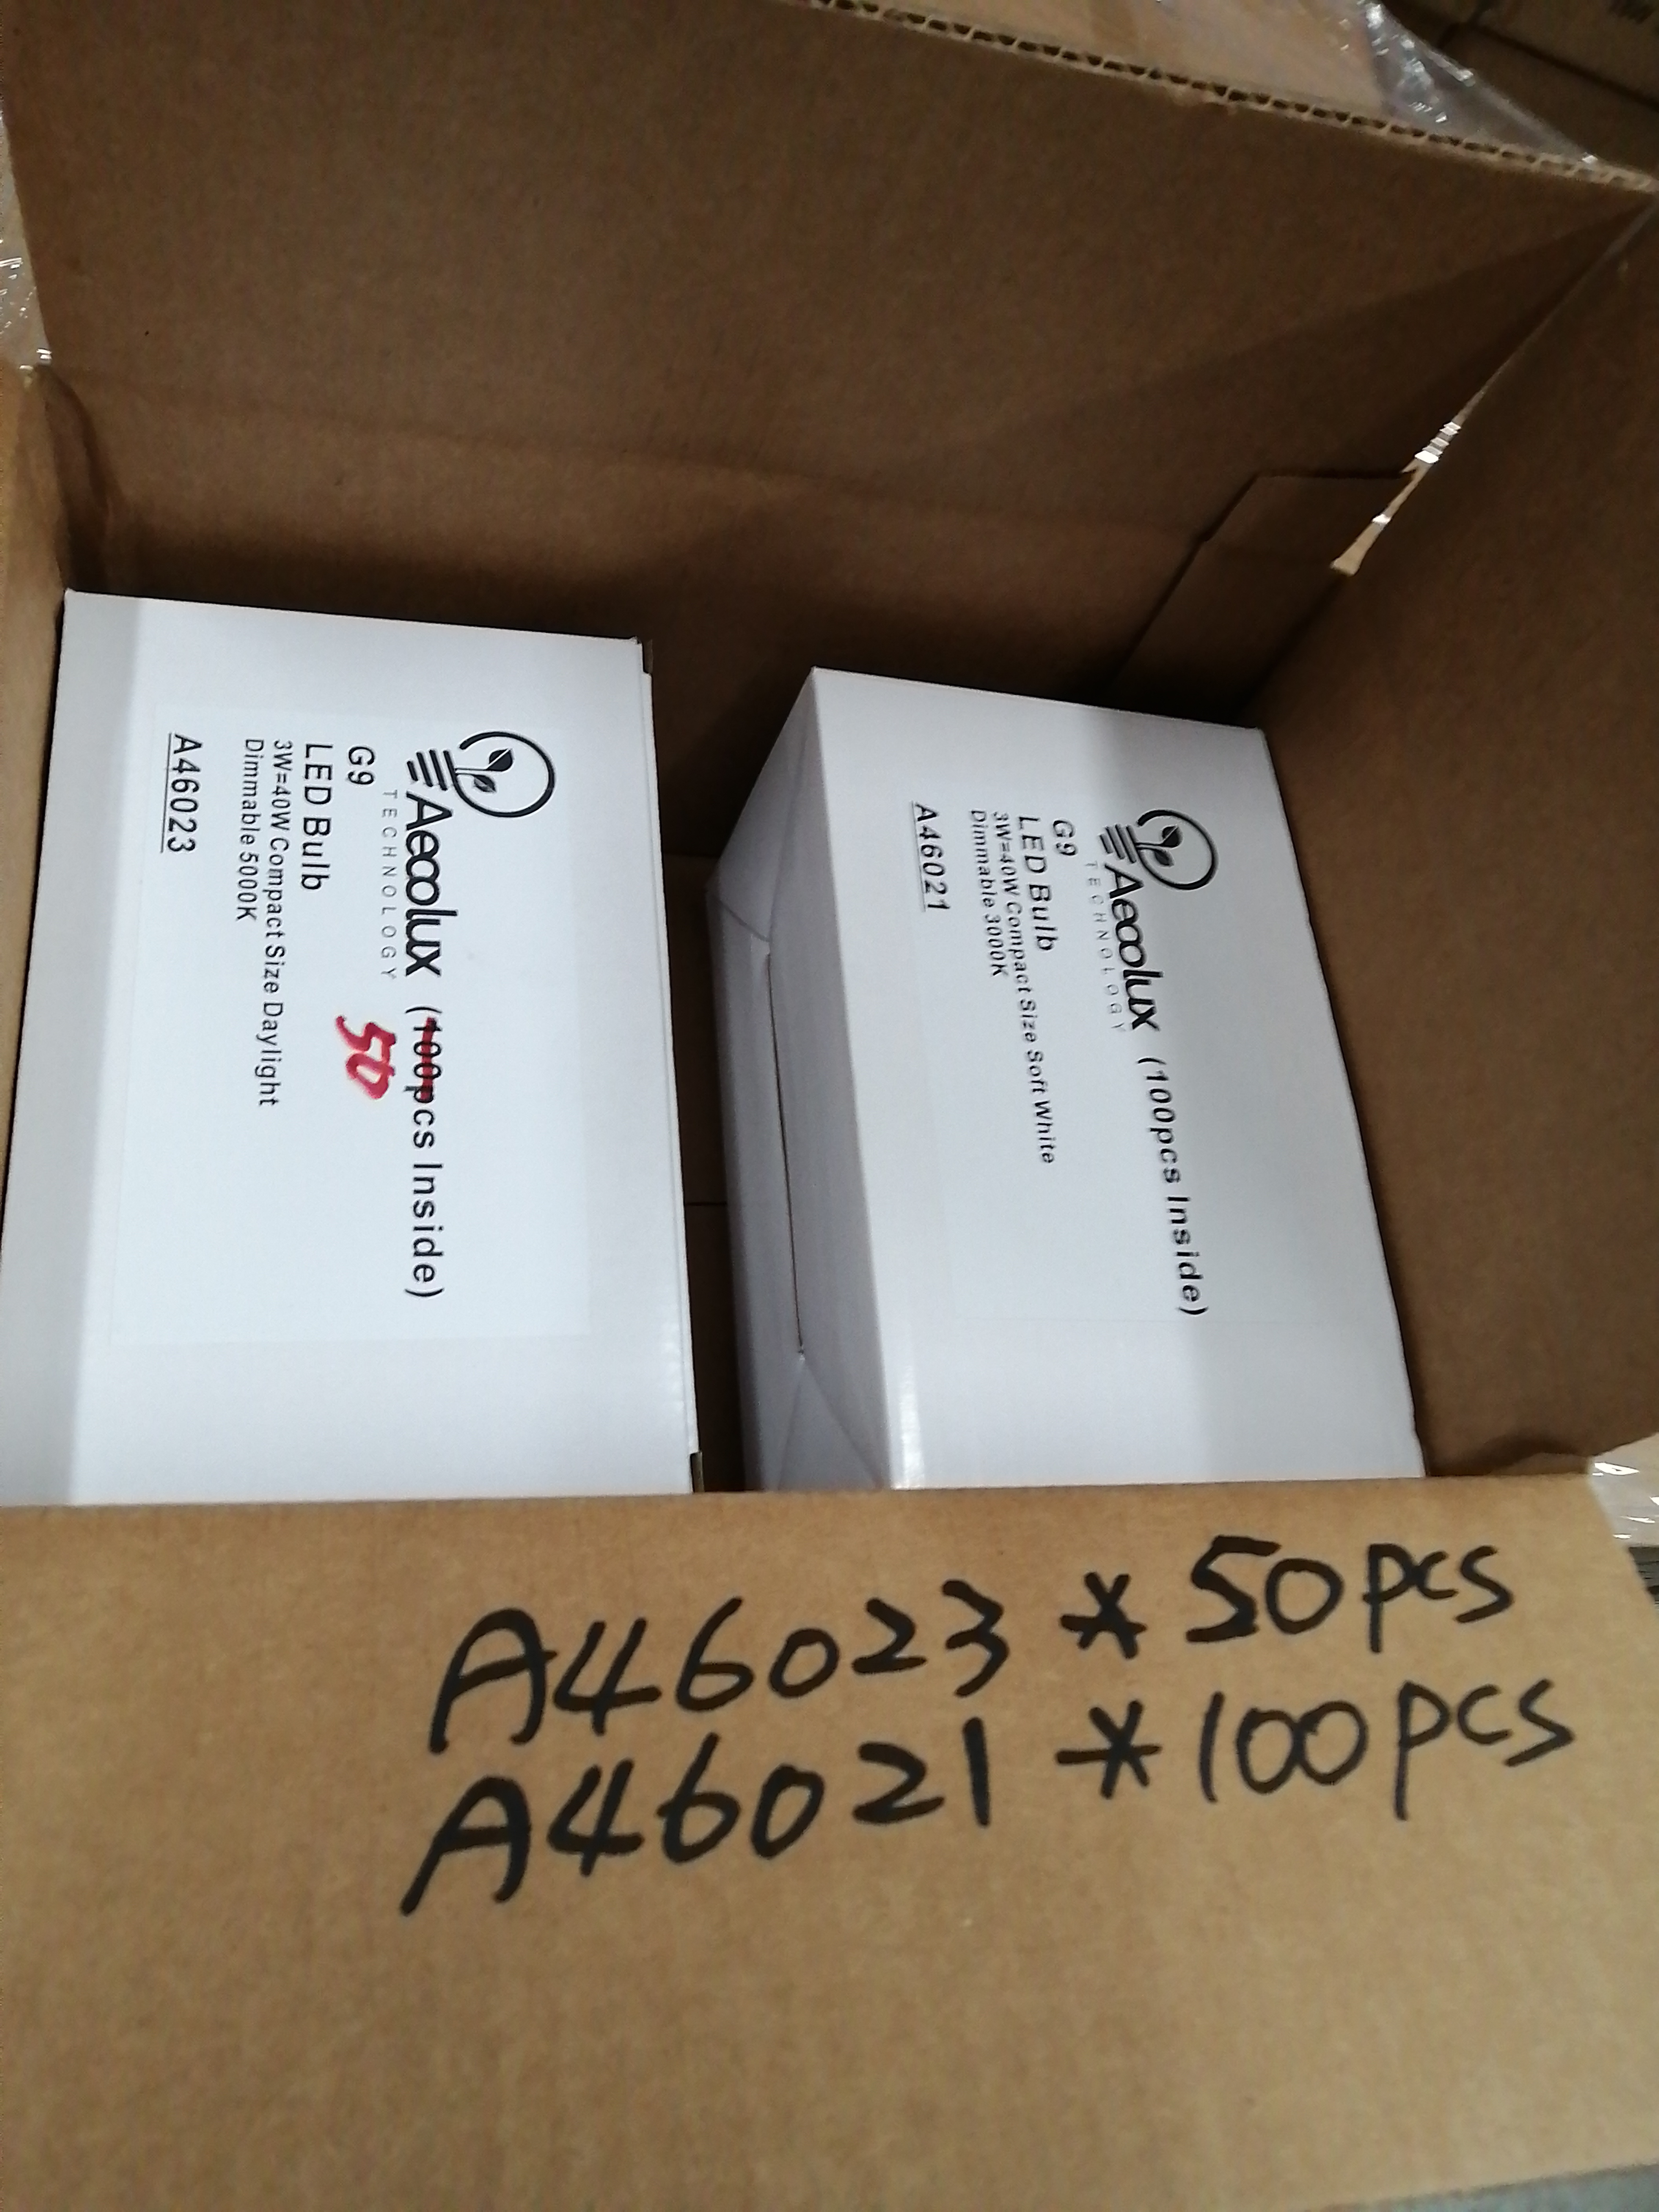 Aeolux (100pcs Inside)
TECHNOLOGY
50
G9
LED Bulb
3W=40W Compact Size Daylight
Dimmable 5000K
A46023
Aeolux (100pcs Inside)
TECHNOLOGY
G9
LED Bulb
3W=40W Compact Size Soft White
Dimmable 3000K
A46021
A46023 * 50pcs
A46021 * 100pcs